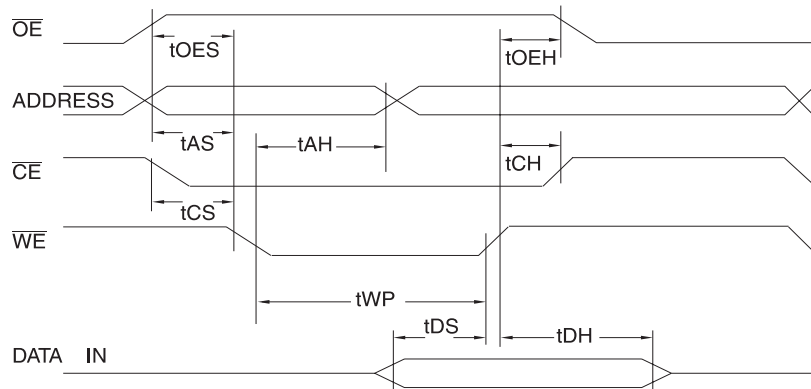 OE
tOES
tOEH
ADDRESS
tAS
tAH
tCH
CE
tCS
WE
tWP
tDS
tDH
DATA IN